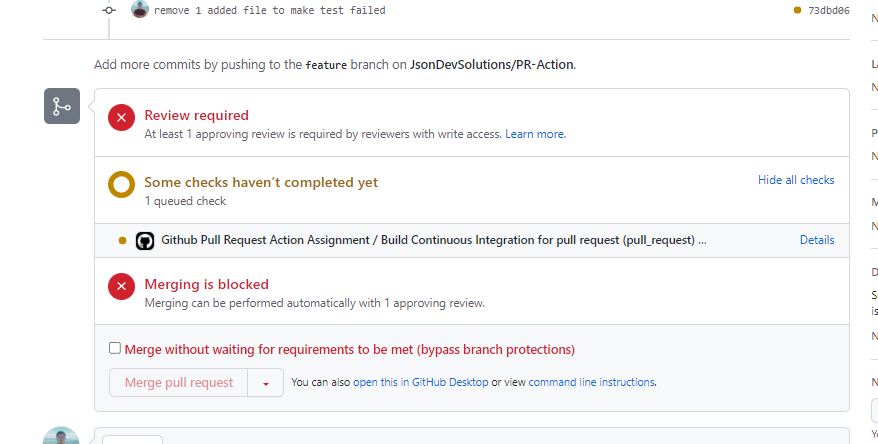 remove 1 added file to make test failed 73dbd06
Add more commits by pushing to the feature branch on JsonDevSolutions/PR-Action.
Review required
At least 1 approving review is required by reviewers with write access. Learn more.
Some checks haven't completed yet
Hide all checks
1 queued check
Github Pull Request Action Assignment / Build Continuous Integration for pull request (pull_request) ...
Details
Merging is blocked
Merging can be performed automatically with 1 approving review.
Merge without waiting for requirements to be met (bypass branch protections)
Merge pull request
You can also open this in GitHub Desktop or view command line instructions.